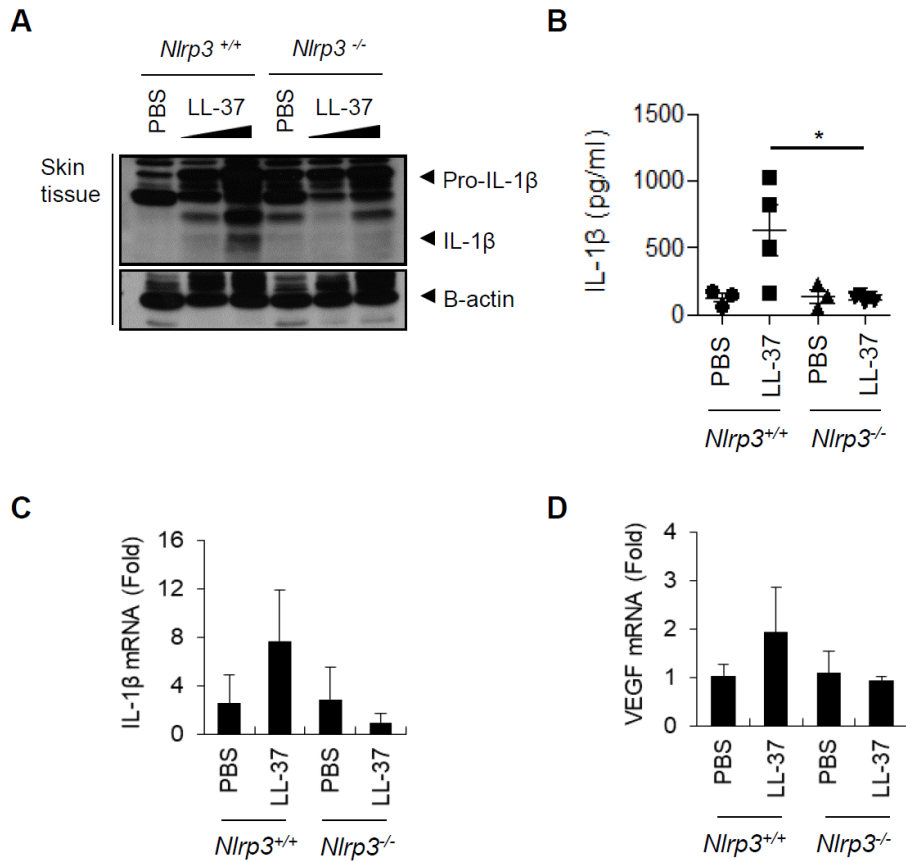 A
Nlrp3 +/+ Nlrp3 -/-
PBS LL-37 PBS LL-37
Skin tissue
Pro-IL-1β
IL-1β
B-actin
B
IL-1β (pg/ml)
1500
1000
500
0
*
PBS LL-37 PBS LL-37
Nlrp3+/+ Nlrp3-/-
C
IL-1β mRNA (Fold)
16
12
8
4
0
PBS LL-37 PBS LL-37
Nlrp3+/+ Nlrp3-/-
D
VEGF mRNA (Fold)
4
3
2
1
0
PBS LL-37 PBS LL-37
Nlrp3+/+ Nlrp3-/-